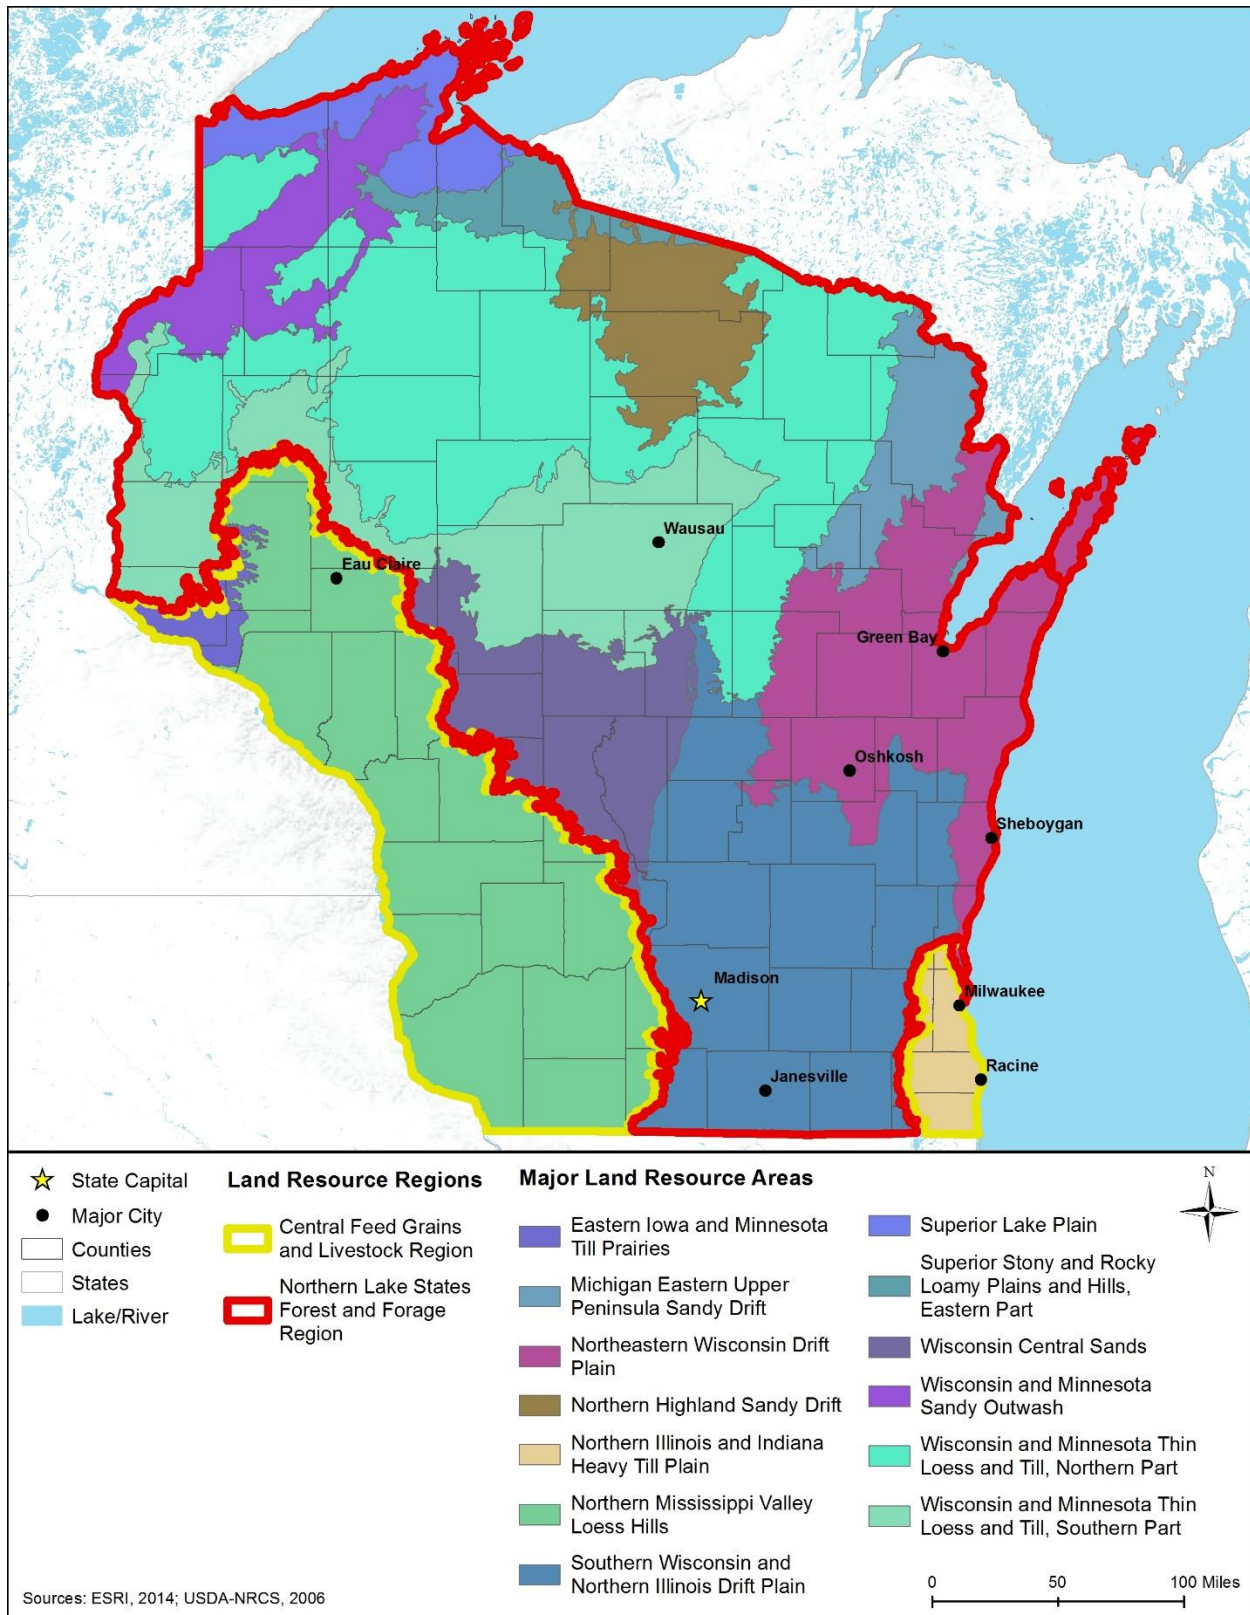 Wausau
Eau Claire
Green Bay
Oshkosh
Sheboygan
Madison
Milwaukee
Racine
Janesville
State Capital
Major City
Counties
States
Lake/River
Land Resource Regions
Central Feed Grains
and Livestock Region
Northern Lake States
Forest and Forage
Region
Major Land Resource Areas
Eastern Iowa and Minnesota
Till Prairies
Michigan Eastern Upper
Peninsula Sandy Drift
Northeastern Wisconsin Drift
Plain
Northern Highland Sandy Drift
Northern Illinois and Indiana
Heavy Till Plain
Northern Mississippi Valley
Loess Hills
Southern Wisconsin and
Northern Illinois Drift Plain
Superior Lake Plain
Superior Stony and Rocky
Loamy Plains and Hills,
Eastern Part
Wisconsin Central Sands
Wisconsin and Minnesota
Sandy Outwash
Wisconsin and Minnesota Thin
Loess and Till, Northern Part
Wisconsin and Minnesota Thin
Loess and Till, Southern Part
N
0 50 100 Miles
Sources: ESRI, 2014; USDA-NRCS, 2006